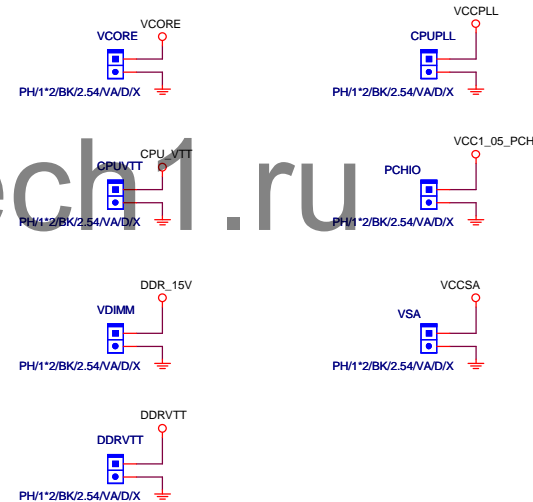 VCORE
VCORE
PH/1*2/BK/2.54/VA/D/X
VCCPLL
CPUPLL
PH/1*2/BK/2.54/VA/D/X
CPU_VTT
CPUVTT
PH/1*2/BK/2.54/VA/D/X
VCC1_05_PCH
PCHIO
PH/1*2/BK/2.54/VA/D/X
ech1.ru
DDR_15V
VDIMM
PH/1*2/BK/2.54/VA/D/X
VCCSA
VSA
PH/1*2/BK/2.54/VA/D/X
DDRVTT
DDRVTT
PH/1*2/BK/2.54/VA/D/X